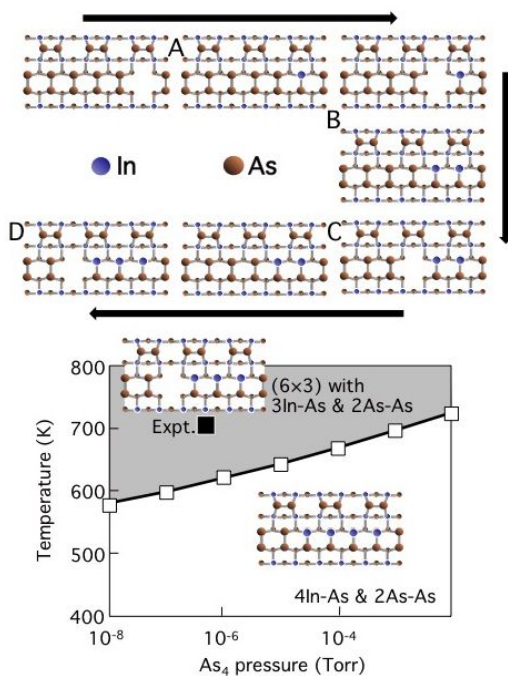 A
B
In
As
D
C
800
(6×3) with
3In-As & 2As-As
Expt.
700
Temperature (K)
600
500
4In-As & 2As-As
400
10-8
10-6
10-4
As4 pressure (Torr)